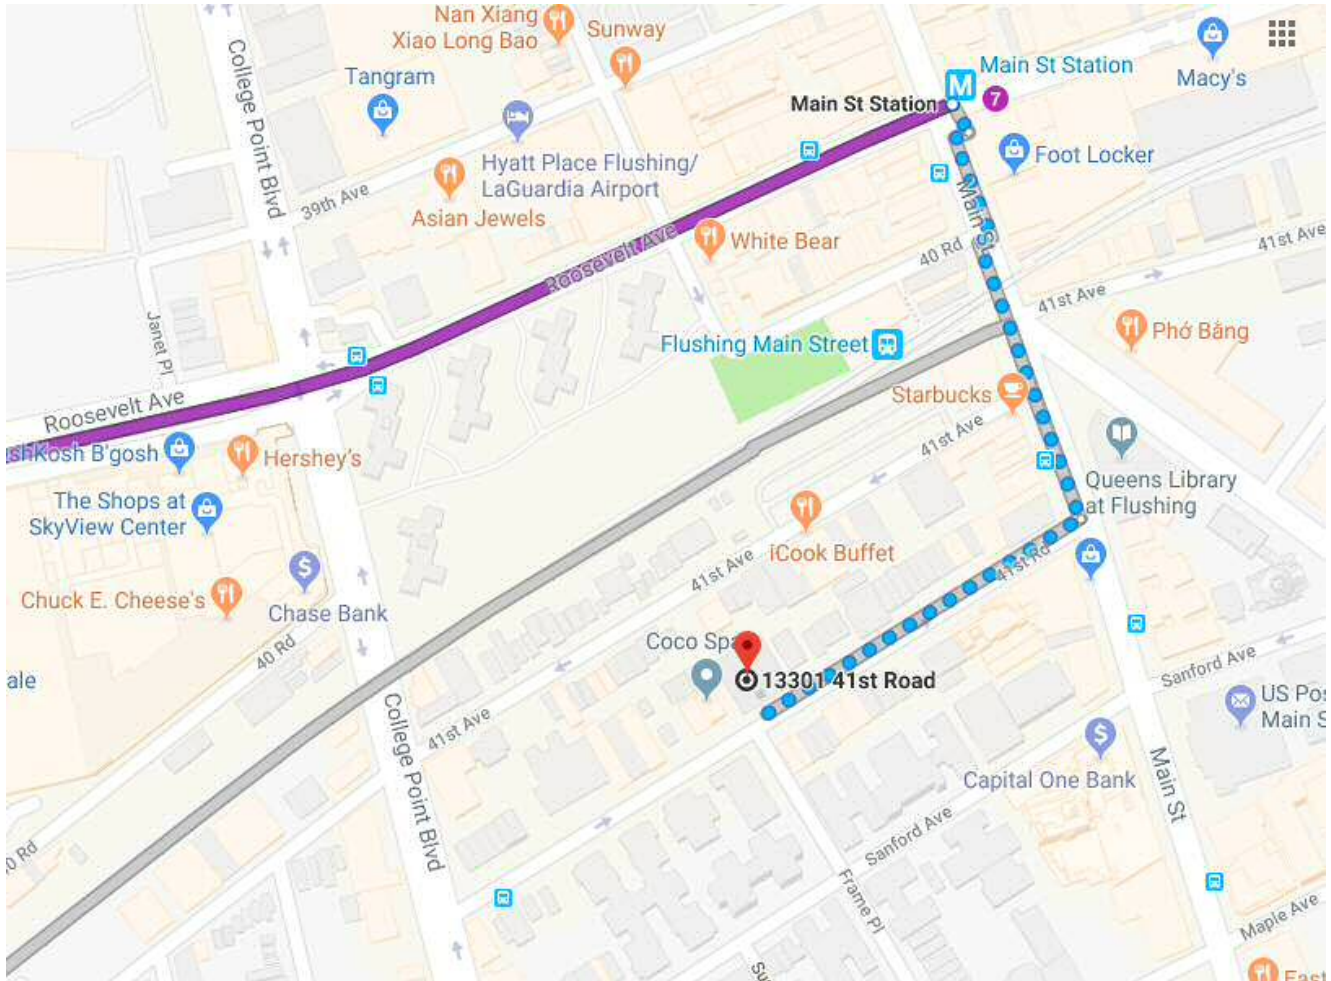 Nan Xiang
Xiao Long Bao
Sunway
College Point Blvd
Tangram
Main St Station
Macy's
Main St Station
M
7
Hyatt Place Flushing/
LaGuardia Airport
Foot Locker
39th Ave
Asian Jewels
Main St
Roosevelt Ave
White Bear
40 Rd
41st Ave
41st Ave
Janet Pl
Flushing Main Street
Phở Bằng
Roosevelt Ave
Starbucks
41st Ave
shKosh B'gosh
Hershey's
The Shops at
SkyView Center
Queens Library
at Flushing
iCook Buffet
41st Rd
41st Ave
$
Chase Bank
Chuck E. Cheese's
40 Rd
Coco Spa
13301 41st Road
Sanford Ave
ale
US Pos
Main S
41st Ave
College Point Blvd
$
Capital One Bank
Main St
Sanford Ave
0 Rd
Frame Pl
Maple Ave
East